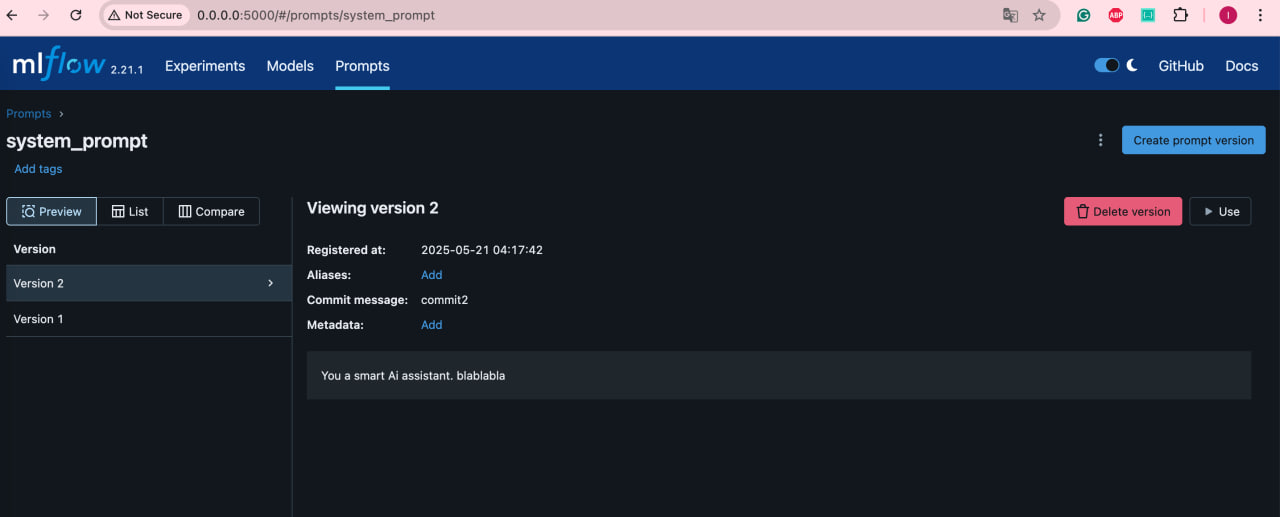 Not Secure 0.0.0.0:5000/#/prompts/system_prompt ABP I
mlflow 2.21.1 Experiments Models Prompts GitHub Docs
Prompts >
system_prompt Create prompt version
Add tags
Preview List Compare Viewing version 2 Delete version Use
Version Registered at: 2025-05-21 04:17:42
Version 2 Aliases: Add
Commit message: commit2
Version 1 Metadata: Add
You a smart Ai assistant. blablabla